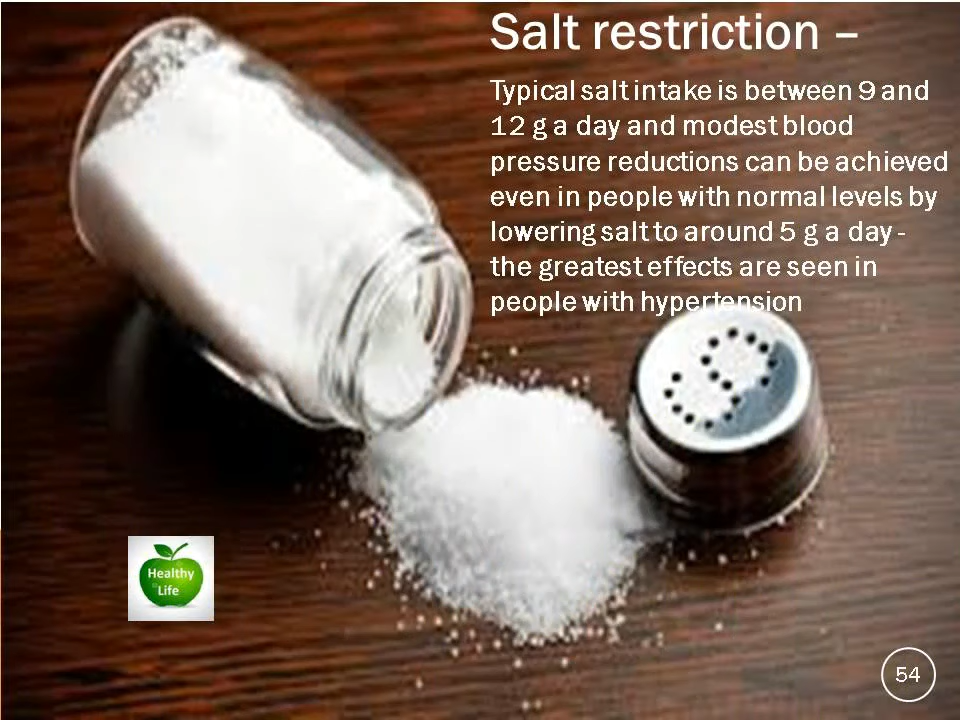 Salt restriction –
Typical salt intake is between 9 and
12 g a day and modest blood
pressure reductions can be achieved
even in people with normal levels by
lowering salt to around 5 g a day -
the greatest effects are seen in
people with hypertension
Healthy
Life
54